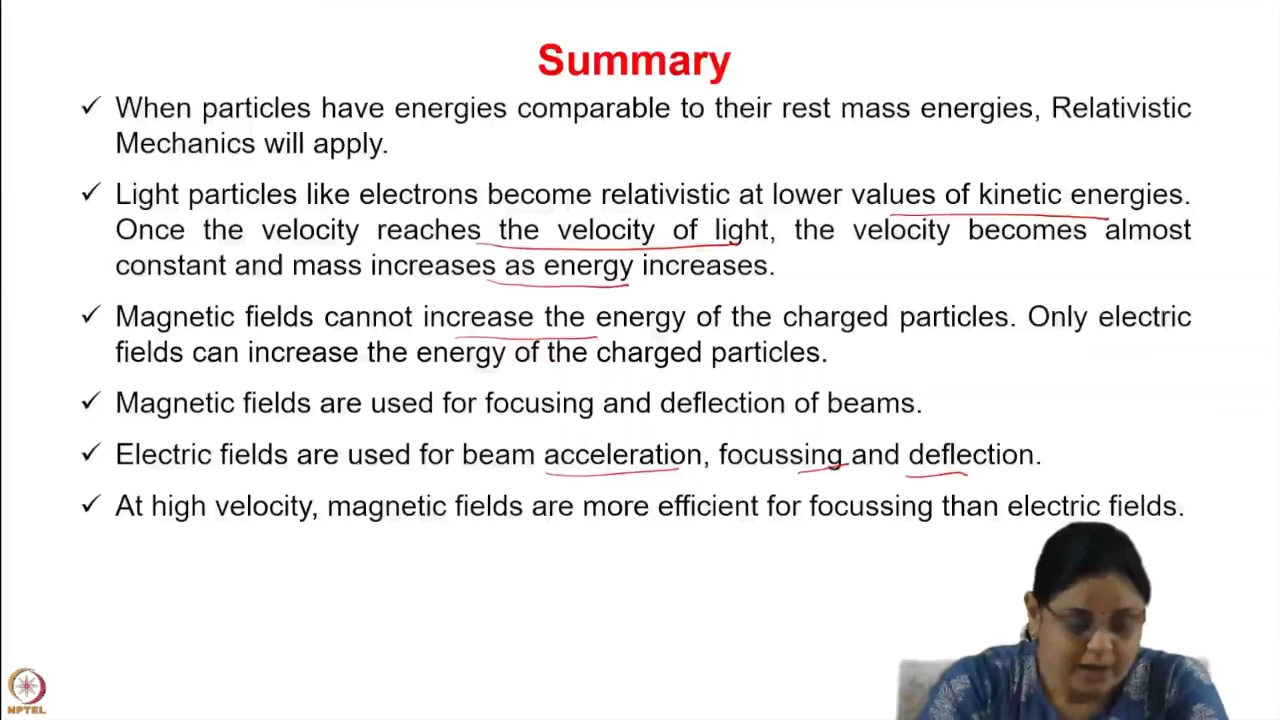 Summary
✓ When particles have energies comparable to their rest mass energies, Relativistic
Mechanics will apply.
✓ Light particles like electrons become relativistic at lower values of kinetic energies.
Once the velocity reaches the velocity of light, the velocity becomes almost
constant and mass increases as energy increases.
✓ Magnetic fields cannot increase the energy of the charged particles. Only electric
fields can increase the energy of the charged particles.
✓ Magnetic fields are used for focusing and deflection of beams.
✓ Electric fields are used for beam acceleration, focussing and deflection.
✓ At high velocity, magnetic fields are more efficient for focussing than electric fields.
NPTEL